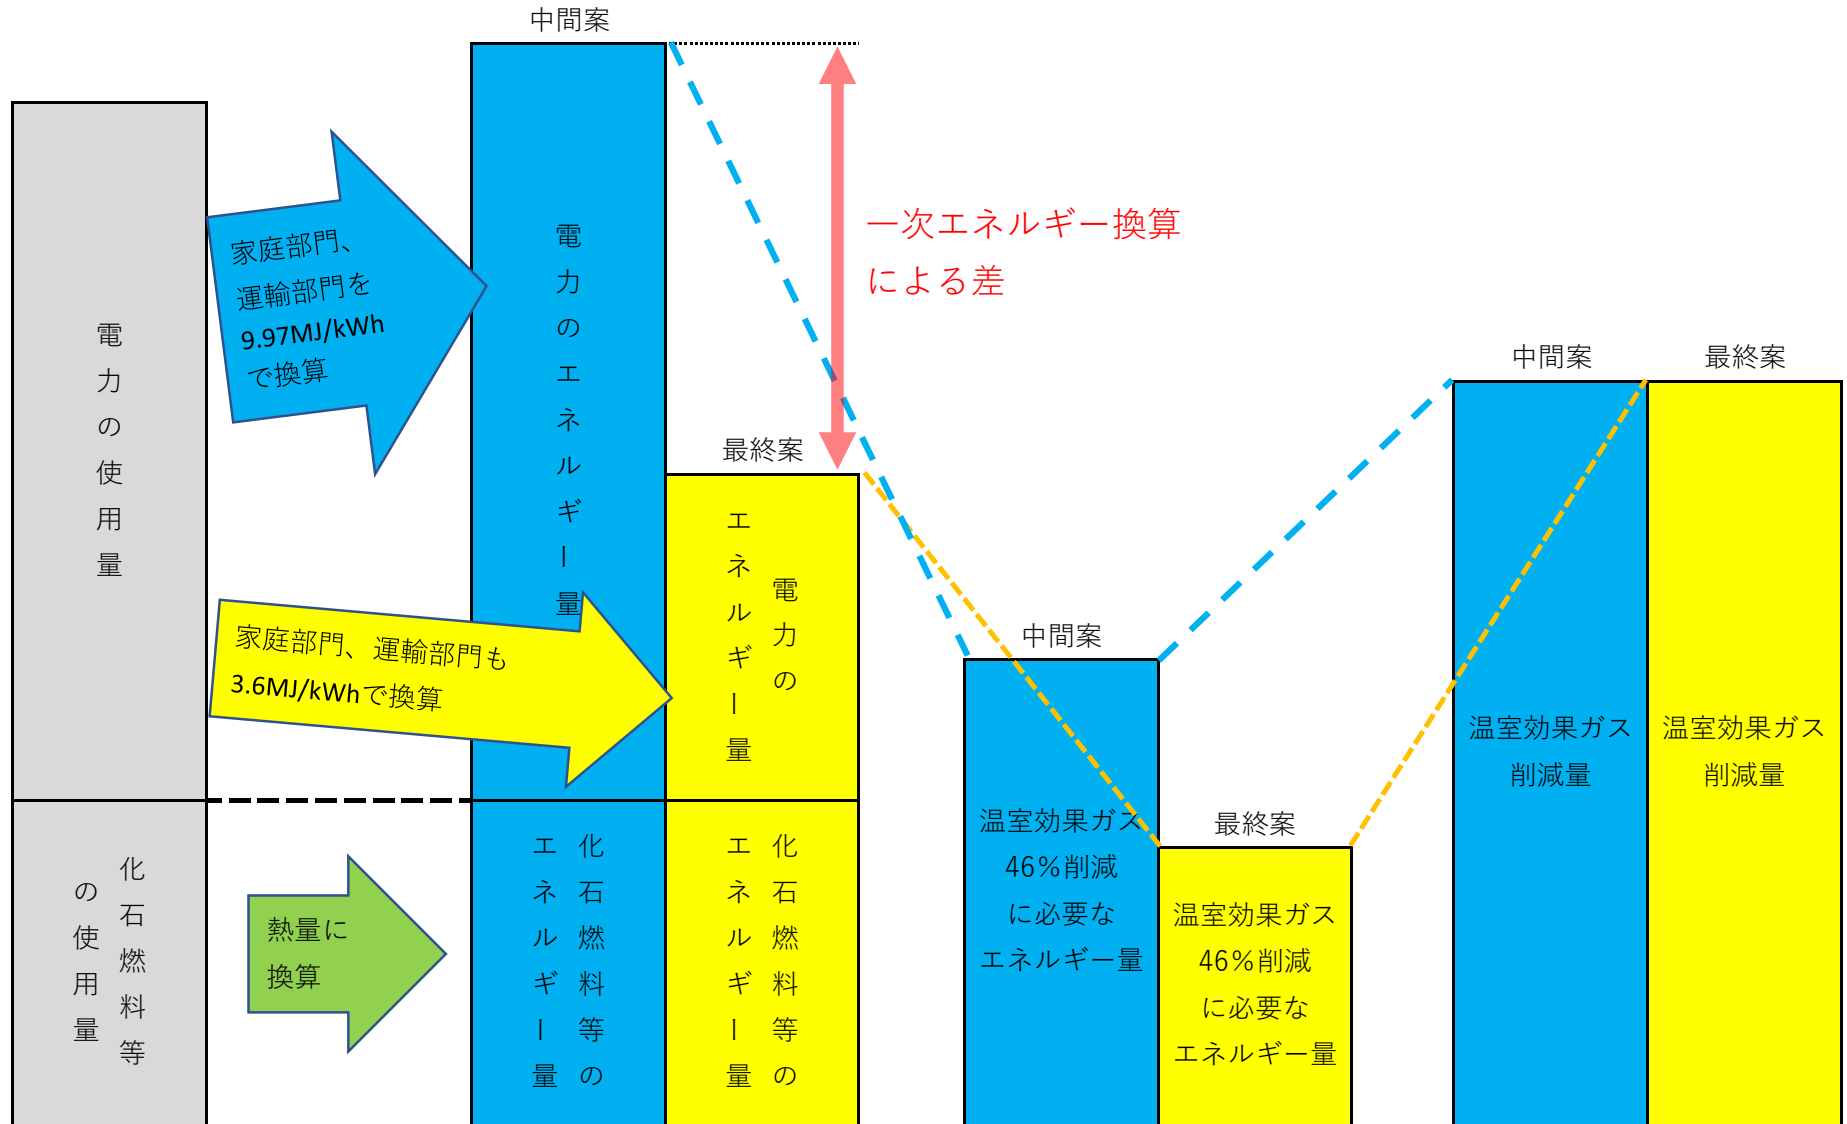 中間案
電力の使用量
家庭部門、
運輸部門を
9.97MJ/kWh
で換算
電力のエネルギー量
一次エネルギー換算
による差
最終案
電力の
エネルギー量
家庭部門、運輸部門も
3.6MJ/kWhで換算
化石燃料等
の使用量
熱量に
換算
化石燃料等の
エネルギー量
化石燃料等の
エネルギー量
中間案
温室効果ガス
46%削減
に必要な
エネルギー量
最終案
温室効果ガス
46%削減
に必要な
エネルギー量
中間案
温室効果ガス
削減量
最終案
温室効果ガス
削減量